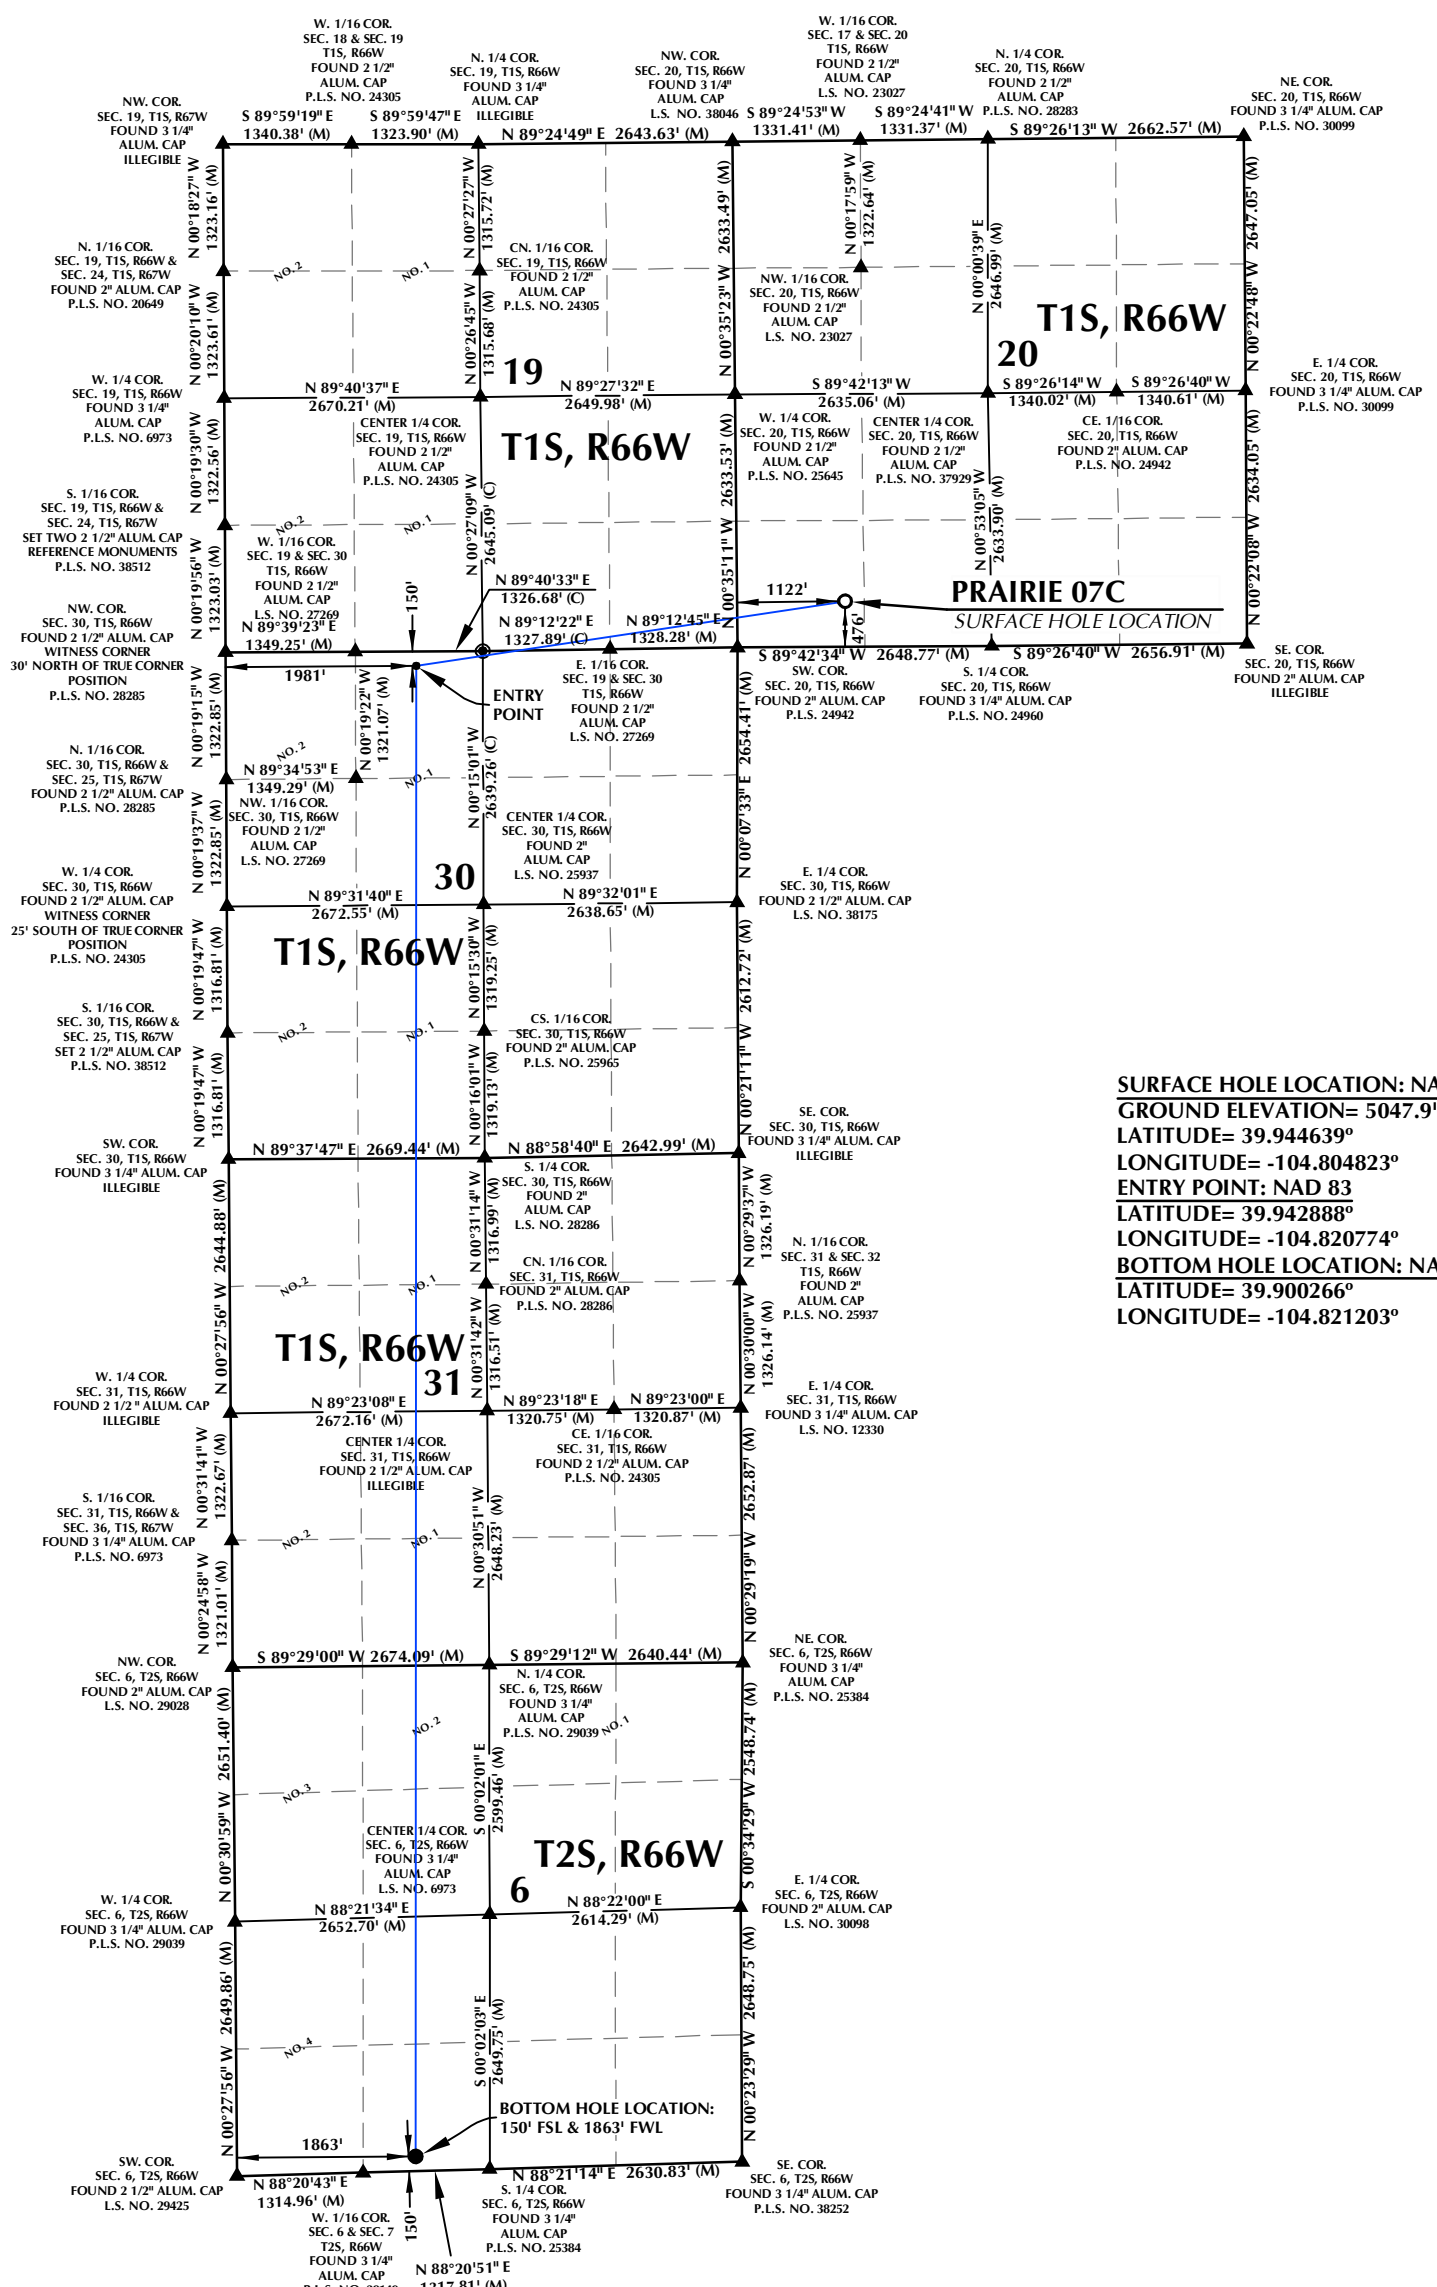 W. 1/16 COR.
SEC. 18 & SEC. 19
T1S, R66W
FOUND 2 1/2"
ALUM. CAP
P.L.S. NO. 24305
N. 1/4 COR.
SEC. 19, T1S, R66W
FOUND 3 1/4"
ALUM. CAP
ILLEGIBLE
NW. COR.
SEC. 20, T1S, R66W
FOUND 3 1/4"
ALUM. CAP
L.S. NO. 38046
W. 1/16 COR.
SEC. 17 & SEC. 20
T1S, R66W
FOUND 2 1/2"
ALUM. CAP
L.S. NO. 23027
N. 1/4 COR.
SEC. 20, T1S, R66W
FOUND 2 1/2"
ALUM. CAP
P.L.S. NO. 28283
NE. COR.
SEC. 20, T1S, R66W
FOUND 3 1/4" ALUM. CAP
P.L.S. NO. 30099
NW. COR.
SEC. 19, T1S, R67W
FOUND 3 1/4"
ALUM. CAP
ILLEGIBLE
S 89°59'19" E
1340.38' (M)
S 89°59'47" E
1323.90' (M)
N 89°24'49" E 2643.63' (M)
S 89°24'53" W
1331.41' (M)
S 89°24'41" W
1331.37' (M)
S 89°26'13" W 2662.57' (M)
N 00°18'27" W
1323.16' (M)
N 00°27'27" W
1315.72' (M)
N 00°35'23" W 2633.49' (M)
N 00°17'59" W
1322.64' (M)
N 00°00'39" E
2646.99' (M)
N 00°22'48" W 2647.05' (M)
N. 1/16 COR.
SEC. 19, T1S, R66W &
SEC. 24, T1S, R67W
FOUND 2" ALUM. CAP
P.L.S. NO. 20649
NO.2
NO.1
CN. 1/16 COR.
SEC. 19, T1S, R66W
FOUND 2 1/2"
ALUM. CAP
P.L.S. NO. 24305
NW. 1/16 COR.
SEC. 20, T1S, R66W
FOUND 2 1/2"
ALUM. CAP
L.S. NO. 23027
T1S, R66W
20
N 00°20'10" W
1323.61' (M)
N 00°26'45" W
1315.68' (M)
19
W. 1/4 COR.
SEC. 19, T1S, R66W
FOUND 3 1/4"
ALUM. CAP
P.L.S. NO. 6973
N 89°40'37" E
2670.21' (M)
N 89°27'32" E
2649.98' (M)
S 89°42'13" W
2635.06' (M)
S 89°26'14" W
1340.02' (M)
S 89°26'40" W
1340.61' (M)
E. 1/4 COR.
SEC. 20, T1S, R66W
FOUND 3 1/4" ALUM. CAP
P.L.S. NO. 30099
CENTER 1/4 COR.
SEC. 19, T1S, R66W
FOUND 2 1/2"
ALUM. CAP
P.L.S. NO. 24305
T1S, R66W
W. 1/4 COR.
SEC. 20, T1S, R66W
FOUND 2 1/2"
ALUM. CAP
P.L.S. NO. 25645
CENTER 1/4 COR.
SEC. 20, T1S, R66W
FOUND 2 1/2"
ALUM. CAP
P.L.S. NO. 37929
CE. 1/16 COR.
SEC. 20, T1S, R66W
FOUND 2" ALUM. CAP
P.L.S. NO. 24942
N 00°19'30" W
1322.56' (M)
N 00°27'09" W
2645.09' (C)
N 00°35'11" W 2633.53' (M)
N 00°53'05" W
2633.90' (M)
N 00°22'08" W 2634.05' (M)
S. 1/16 COR.
SEC. 19, T1S, R66W &
SEC. 24, T1S, R67W
SET TWO 2 1/2" ALUM. CAP
REFERENCE MONUMENTS
P.L.S. NO. 38512
NO.2
NO.1
N 00°19'56" W
1323.03' (M)
W. 1/16 COR.
SEC. 19 & SEC. 30
T1S, R66W
FOUND 2 1/2"
ALUM. CAP
L.S. NO. 27269
150'
N 89°40'33" E
1326.68' (C)
1122'
476'
PRAIRIE 07C
SURFACE HOLE LOCATION
NW. COR.
SEC. 30, T1S, R66W
FOUND 2 1/2" ALUM. CAP
WITNESS CORNER
30' NORTH OF TRUE CORNER
POSITION
P.L.S. NO. 28285
N 89°39'23" E
1349.25' (M)
N 89°12'22" E
1327.89' (C)
N 89°12'45" E
1328.28' (M)
S 89°42'34" W 2648.77' (M)
S 89°26'40" W 2656.91' (M)
1981'
ENTRY
POINT
E. 1/16 COR.
SEC. 19 & SEC. 30
T1S, R66W
FOUND 2 1/2"
ALUM. CAP
L.S. NO. 27269
SW. COR.
SEC. 20, T1S, R66W
FOUND 2" ALUM. CAP
P.L.S. 24942
S. 1/4 COR.
SEC. 20, T1S, R66W
FOUND 3 1/4" ALUM. CAP
P.L.S. NO. 24960
SE. COR.
SEC. 20, T1S, R66W
FOUND 2" ALUM. CAP
ILLEGIBLE
N 00°19'15" W
1322.85' (M)
N 00°19'22" W
1321.07' (M)
N 00°15'01" W
2639.26' (C)
N 00°07'33" E 2654.41' (M)
N. 1/16 COR.
SEC. 30, T1S, R66W &
SEC. 25, T1S, R67W
FOUND 2 1/2" ALUM. CAP
P.L.S. NO. 28285
NO.2
NO.1
N 89°34'53" E
1349.29' (M)
NW. 1/16 COR.
SEC. 30, T1S, R66W
FOUND 2 1/2"
ALUM. CAP
L.S. NO. 27269
CENTER 1/4 COR.
SEC. 30, T1S, R66W
FOUND 2"
ALUM. CAP
L.S. NO. 25937
N 00°19'37" W
1322.85' (M)
30
W. 1/4 COR.
SEC. 30, T1S, R66W
FOUND 2 1/2" ALUM. CAP
WITNESS CORNER
25' SOUTH OF TRUE CORNER
POSITION
P.L.S. NO. 24305
N 89°31'40" E
2672.55' (M)
N 89°32'01" E
2638.65' (M)
E. 1/4 COR.
SEC. 30, T1S, R66W
FOUND 2 1/2" ALUM. CAP
L.S. NO. 38175
T1S, R66W
N 00°19'47" W
1316.81' (M)
N 00°15'30" W
1319.25' (M)
N 00°21'11" W 2612.72' (M)
S. 1/16 COR.
SEC. 30, T1S, R66W &
SEC. 25, T1S, R67W
SET 2 1/2" ALUM. CAP
P.L.S. NO. 38512
NO.2
NO.1
CS. 1/16 COR.
SEC. 30, T1S, R66W
FOUND 2" ALUM. CAP
P.L.S. NO. 25965
N 00°19'47" W
1316.81' (M)
N 00°16'01" W
1319.13' (M)
SURFACE HOLE LOCATION: NA
GROUND ELEVATION= 5047.9'
LATITUDE= 39.944639°
LONGITUDE= -104.804823°
ENTRY POINT: NAD 83
LATITUDE= 39.942888°
LONGITUDE= -104.820774°
BOTTOM HOLE LOCATION: NA
LATITUDE= 39.900266°
LONGITUDE= -104.821203°
SW. COR.
SEC. 30, T1S, R66W
FOUND 3 1/4" ALUM. CAP
ILLEGIBLE
N 89°37'47" E 2669.44' (M)
N 88°58'40" E 2642.99' (M)
SE. COR.
SEC. 30, T1S, R66W
FOUND 3 1/4" ALUM. CAP
ILLEGIBLE
S. 1/4 COR.
SEC. 30, T1S, R66W
FOUND 2"
ALUM. CAP
L.S. NO. 28286
N 00°27'56" W 2644.88' (M)
N 00°31'14" W
1316.99' (M)
N 00°29'37" W
1326.19' (M)
N. 1/16 COR.
SEC. 31 & SEC. 32
T1S, R66W
FOUND 2"
ALUM. CAP
P.L.S. NO. 25937
NO.2
NO.1
CN. 1/16 COR.
SEC. 31, T1S, R66W
FOUND 2" ALUM. CAP
P.L.S. NO. 28286
T1S, R66W
31
N 00°31'42" W
1316.51' (M)
N 00°30'00" W
1326.14' (M)
W. 1/4 COR.
SEC. 31, T1S, R66W
FOUND 2 1/2 " ALUM. CAP
ILLEGIBLE
N 89°23'08" E
2672.16' (M)
N 89°23'18" E
1320.75' (M)
N 89°23'00" E
1320.87' (M)
E. 1/4 COR.
SEC. 31, T1S, R66W
FOUND 3 1/4" ALUM. CAP
L.S. NO. 12330
CENTER 1/4 COR.
SEC. 31, T1S, R66W
FOUND 2 1/2" ALUM. CAP
ILLEGIBLE
CE. 1/16 COR.
SEC. 31, T1S, R66W
FOUND 2 1/2" ALUM. CAP
P.L.S. NO. 24305
N 00°31'41" W
1322.67' (M)
N 00°30'51" W
2648.23' (M)
N 00°29'19" W 2652.87' (M)
S. 1/16 COR.
SEC. 31, T1S, R66W &
SEC. 36, T1S, R67W
FOUND 3 1/4" ALUM. CAP
P.L.S. NO. 6973
NO.2
NO.1
N 00°24'58" W
1321.01' (M)
NW. COR.
SEC. 6, T2S, R66W
FOUND 2" ALUM. CAP
L.S. NO. 29028
S 89°29'00" W 2674.09' (M)
S 89°29'12" W 2640.44' (M)
NE. COR.
SEC. 6, T2S, R66W
FOUND 3 1/4"
ALUM. CAP
P.L.S. NO. 25384
N. 1/4 COR.
SEC. 6, T2S, R66W
FOUND 3 1/4"
ALUM. CAP
P.L.S. NO. 29039
NO.2
NO.1
N 00°30'59" W 2651.40' (M)
S 00°02'01" E
2599.46' (M)
S 00°34'29" W 2548.74' (M)
NO.3
CENTER 1/4 COR.
SEC. 6, T2S, R66W
FOUND 3 1/4"
ALUM. CAP
L.S. NO. 6973
T2S, R66W
6
W. 1/4 COR.
SEC. 6, T2S, R66W
FOUND 3 1/4" ALUM. CAP
P.L.S. NO. 29039
N 88°21'34" E
2652.70' (M)
N 88°22'00" E
2614.29' (M)
E. 1/4 COR.
SEC. 6, T2S, R66W
FOUND 2" ALUM. CAP
L.S. NO. 30098
N 00°27'56" W 2649.86' (M)
S 00°02'03" E
2649.75' (M)
N 00°23'29" W 2648.75' (M)
NO.4
BOTTOM HOLE LOCATION:
150' FSL & 1863' FWL
1863'
SW. COR.
SEC. 6, T2S, R66W
FOUND 2 1/2" ALUM. CAP
L.S. NO. 29425
N 88°20'43" E
1314.96' (M)
150'
N 88°21'14" E 2630.83' (M)
SE. COR.
SEC. 6, T2S, R66W
FOUND 3 1/4" ALUM. CAP
P.L.S. NO. 38252
S. 1/4 COR.
SEC. 6, T2S, R66W
FOUND 3 1/4"
ALUM. CAP
P.L.S. NO. 25384
W. 1/16 COR.
SEC. 6 & SEC. 7
T2S, R66W
FOUND 3 1/4"
ALUM. CAP
N 88°20'51" E
1317.81' (M)